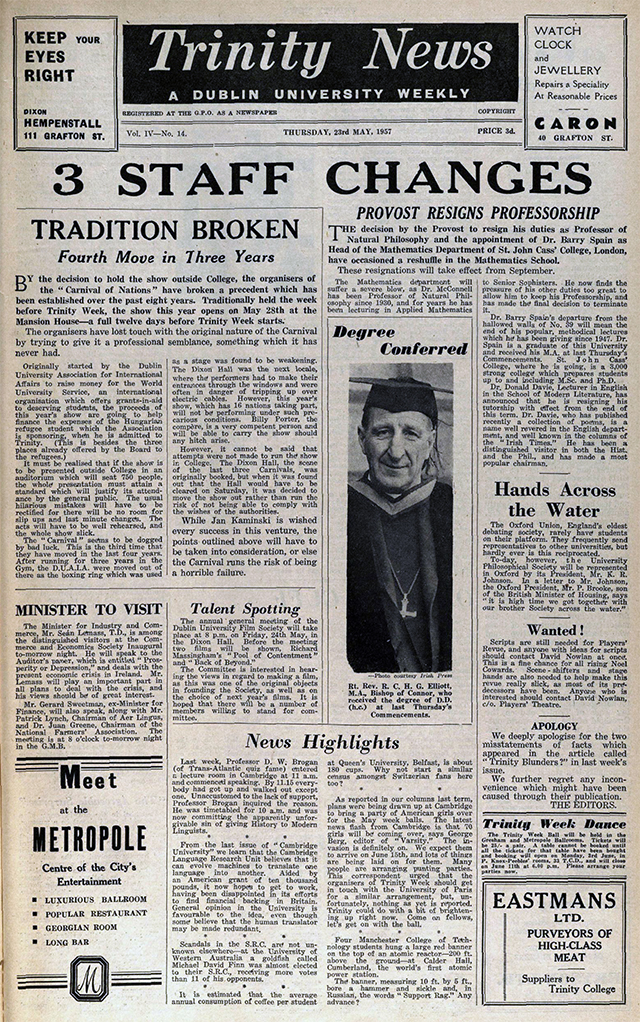 KEEP YOUR
EYES
RIGHT
DIXON
HEMPENSTALL
111 GRAFTON ST.
Trinity News
A DUBLIN UNIVERSITY WEEKLY
REGISTERED AT THE G.P.O. AS A NEWSPAPER
COPYRIGHT
Vol. IV—No. 14.
THURSDAY, 23rd MAY, 1957
PRICE 3d.
WATCH
CLOCK
and
JEWELLERY
Repairs a Speciality
At Reasonable Prices
CARON
40 GRAFTON ST.
3 STAFF CHANGES
TRADITION BROKEN
Fourth Move in Three Years
BY the decision to hold the show outside College, the organisers of
the "Carnival of Nations" have broken a precedent which has
been established over the past eight years. Traditionally held the week
before Trinity Week, the show this year opens on May 28th at the
Mansion House—a full twelve days before Trinity Week starts.
The organisers have lost touch with the original nature of the Carnival
by trying to give it a professional semblance, something which it has
never had.
Originally started by the Dublin
University Association for International
Affairs to raise money for the World
University Service, an international
organisation which offers grants-in-aid
to deserving students, the proceeds of
this year's show are going to help
finance the expenses of the Hungarian
refugee student which the Association
is sponsoring, when he is admitted to
Trinity. (This is besides the three
places already offered by the Board to
the refugees.)
It must be realised that if the show is
to be presented outside College in an
auditorium which will seat 750 people,
the whole presentation must attain a
standard which will justify its attend-
ance by the general public. The usual
hilarious mistakes will have to be
rectified for there will be no room for
slip ups and last minute changes. The
acts will have to be well rehearsed, and
the whole show slick.
The "Carnival" seems to be dogged
by bad luck. This is the third time that
they have moved in the last four years.
After running for three years in the
Gym, the D.U.A.I.A. were moved out of
there as the boxing ring which was used
as a stage was found to be weakening.
The Dixon Hall was the next locale,
where the performers had to make their
entrances through the windows and were
often in danger of tripping up on
electric cables. However, this year's
show, which has 16 nations taking part,
will not be performing under such pre-
carious conditions. Billy Porter, the
compère, is a very competent person and
will be able to carry the show should
any hitch arise.
However, it cannot be said that
attempts were not made to run the show
in College. The Dixon Hall, the scene
of the last three Carnivals, was
originally booked, but when it was found
out that the Hall would have to be
cleared on Saturday, it was decided to
move the show out rather than run the
risk of not being able to comply with
the wishes of the authorities.
While Jan Kaminski is wished
every success in this venture, the
points outlined above will have to
be taken into consideration, or else
the Carnival runs the risk of being
a horrible failure.
PROVOST RESIGNS PROFESSORSHIP
THE decision by the Provost to resign his duties as Professor of
Natural Philosophy and the appointment of Dr. Barry Spain as
Head of the Mathematics Department of St. John Cass' College, London,
have occasioned a reshuffle in the Mathematics School.
These resignations will take effect from September.
The Mathematics department will
suffer a severe blow, as Dr. McConnell
has been Professor of Natural Phil-
osophy since 1930, and for years he has
been lecturing in Applied Mathematics
to Senior Sophisters. He now finds the
pressure of his other duties too great to
allow him to keep his Professorship, and
has made the final decision to terminate
it.
Dr. Barry Spain's departure from the
hallowed walls of No. 39 will mean the
end of his popular, methodical lectures
which he has been giving since 1947. Dr.
Spain is a graduate of this University
and received his M.A. at last Thursday's
Commencements. St. John Cass'
College, where he is going, is a 3,000
strong college which prepares students
up to and including M.Sc. and Ph.D.
Dr. Donald Davie, Lecturer in English
in the School of Modern Literature, has
announced that he is resigning his
tutorship with effect from the end of
this term. Dr. Davie, who has published
recently a collection of poems, is a
name well revered in the English depart-
ment, and well known in the columns of
the "Irish Times." He has been a
distinguished visitor in both the Hist.
and the Phil., and has made a most
popular chairman.
Degree
Conferred
—Photo courtesy Irish Press
Rt. Rev. R. C. H. G. Elliott,
M.A., Bishop of Connor, who
received the degree of D.D.
(h.c.) at last Thursday's
Commencements.
Hands Across
the Water
The Oxford Union, England's oldest
debating society, rarely have students
on their platform. They frequently send
representatives to other universities, but
hardly ever is this reciprocated.
To-day, however, the University
Philosophical Society will be represented
in Oxford by its President, Mr. K. R.
Johnson. In a letter to Mr. Johnson,
the Oxford President, Mr. P. Brooke, son
of the British Minister of Housing, says
"it is high time we got together with
our brother Society across the water."
Wanted!
Scripts are still needed for Players'
Revue, and anyone with ideas for scripts
should contact David Nowlan at once.
This is a fine chance for all rising Noel
Cowards. Scene-shifters and stage
hands are also needed to help make this
revue really slick, as most of its pre-
decessors have been. Anyone who is
interested should contact David Nowlan,
c/o. Players' Theatre.
APOLOGY
We deeply apologise for the two
misstatements of facts which
appeared in the article called
"Trinity Blunders?" in last week's
issue.
We further regret any incon-
venience which might have been
caused through their publication.
THE EDITORS.
Trinity Week Dance
The Trinity Week Ball will be held in the
Gresham and Metropole Ballrooms. Tickets will
be 25/- a pair. A table cannot be booked until
all the tickets for that table have been bought
and booking will open on Monday, 3rd June, in
P. Kass-Peddar' rooms, 22 T.C.D., and will close
on June 11th at 6.00 p.m. Please arrange your
parties now.
EASTMANS
LTD.
PURVEYORS OF
HIGH-CLASS
MEAT
Suppliers to
Trinity College
MINISTER TO VISIT
The Minister for Industry and Com-
merce, Mr. Seán Lemass, T.D., is among
the distinguished visitors at the Com-
merce and Economics Society Inaugural
to-morrow night. He will speak to the
Auditor's paper, which is entitled "Pros-
perity or Depression," and deals with the
present economic crisis in Ireland. Mr.
Lemass will play an important part in
all plans to deal with the crisis, and
his views should be of great interest.
Mr. Gerard Sweetman, ex-Minister for
Finance, will also speak, along with Mr.
Patrick Lynch, Chairman of Aer Lingus,
and Dr. Juan Greene, Chairman of the
National Farmers' Association. The
meeting is at 8 o'clock to-morrow night
in the G.M.B.
Talent Spotting
The annual general meeting of the
Dublin University Film Society will take
place at 8 p.m. on Friday, 24th May, in
the Dixon Hall. Before the meeting
two films will be shown, Richard
Massingham's "Pool of Contentment"
and "Back of Beyond."
The Committee is interested in hear-
ing the views in regard to making a film,
as this was one of the original objects
in founding the Society, as well as on
the choice of next year's films. It is
hoped that there will be a number of
members willing to stand for com-
mittee.
Meet
at the
METROPOLE
Centre of the City's
Entertainment
LUXURIOUS BALLROOM
POPULAR RESTAURANT
GEORGIAN ROOM
LONG BAR
M
News Highlights
Last week, Professor D. W. Brogan
(of Trans-Atlantic quiz fame) entered
a lecture room in Cambridge at 11 a.m.
and commenced speaking. By 11.15 every-
body had got up and walked out except
one. Unaccustomed to the lack of support,
Professor Brogan inquired the reason.
He was timetabled for 10 a.m. and was
now committing the apparently unfor-
givable sin of giving History to Modern
Linguists.
From the last issue of "Cambridge
University" we learn that the Cambridge
Language Research Unit believes that it
can evolve machines to translate one
language into another. Aided by
an American grant of ten thousand
pounds, it now hopes to get to work,
having been disappointed in its efforts
to find financial backing in Britain.
General opinion in the University is
favourable to the idea, even though
some believe that the human translator
may be made redundant.
Scandals in the S.R.C. are not un-
known elsewhere—at the University of
Western Australia a goldfish called
Michael David Finn was almost elected
to their S.R.C., receiving more votes
than 11 of his opponents.
It is estimated that the average
annual consumption of coffee per student
at Queen's University, Belfast, is about
180 cups. Why not start a similar
census amongst Switzerian fans here
too?
As reported in our columns last term,
plans were being drawn up at Cambridge
to bring a party of American girls over
for the May week balls. The latest
news flash from Cambridge is that 70
girls will be coming over, says George
Berg, editor of "Varsity." The in-
vasion is definitely on. We expect them
to arrive on June 15th, and lots of things
are being laid on for them. Many
people are arranging punting parties.
This correspondent urged that the
organisers of Trinity Week should get
in touch with the University of Paris
for a similar arrangement, but, un-
fortunately, nothing as yet is reported.
Trinity could do with a bit of brighten-
ing up right now. Come on fellows,
let's get on with the ball.
Four Manchester College of Tech-
nology students hung a large red banner
on the top of an atomic reactor—200 ft.
above the ground—at Calder Hall,
Cumberland, the world's first atomic
power station.
The banner, measuring 10 ft. by 5 ft.,
bore a hammer and sickle and, in
Russian, the words "Support Rag." Any
advance?